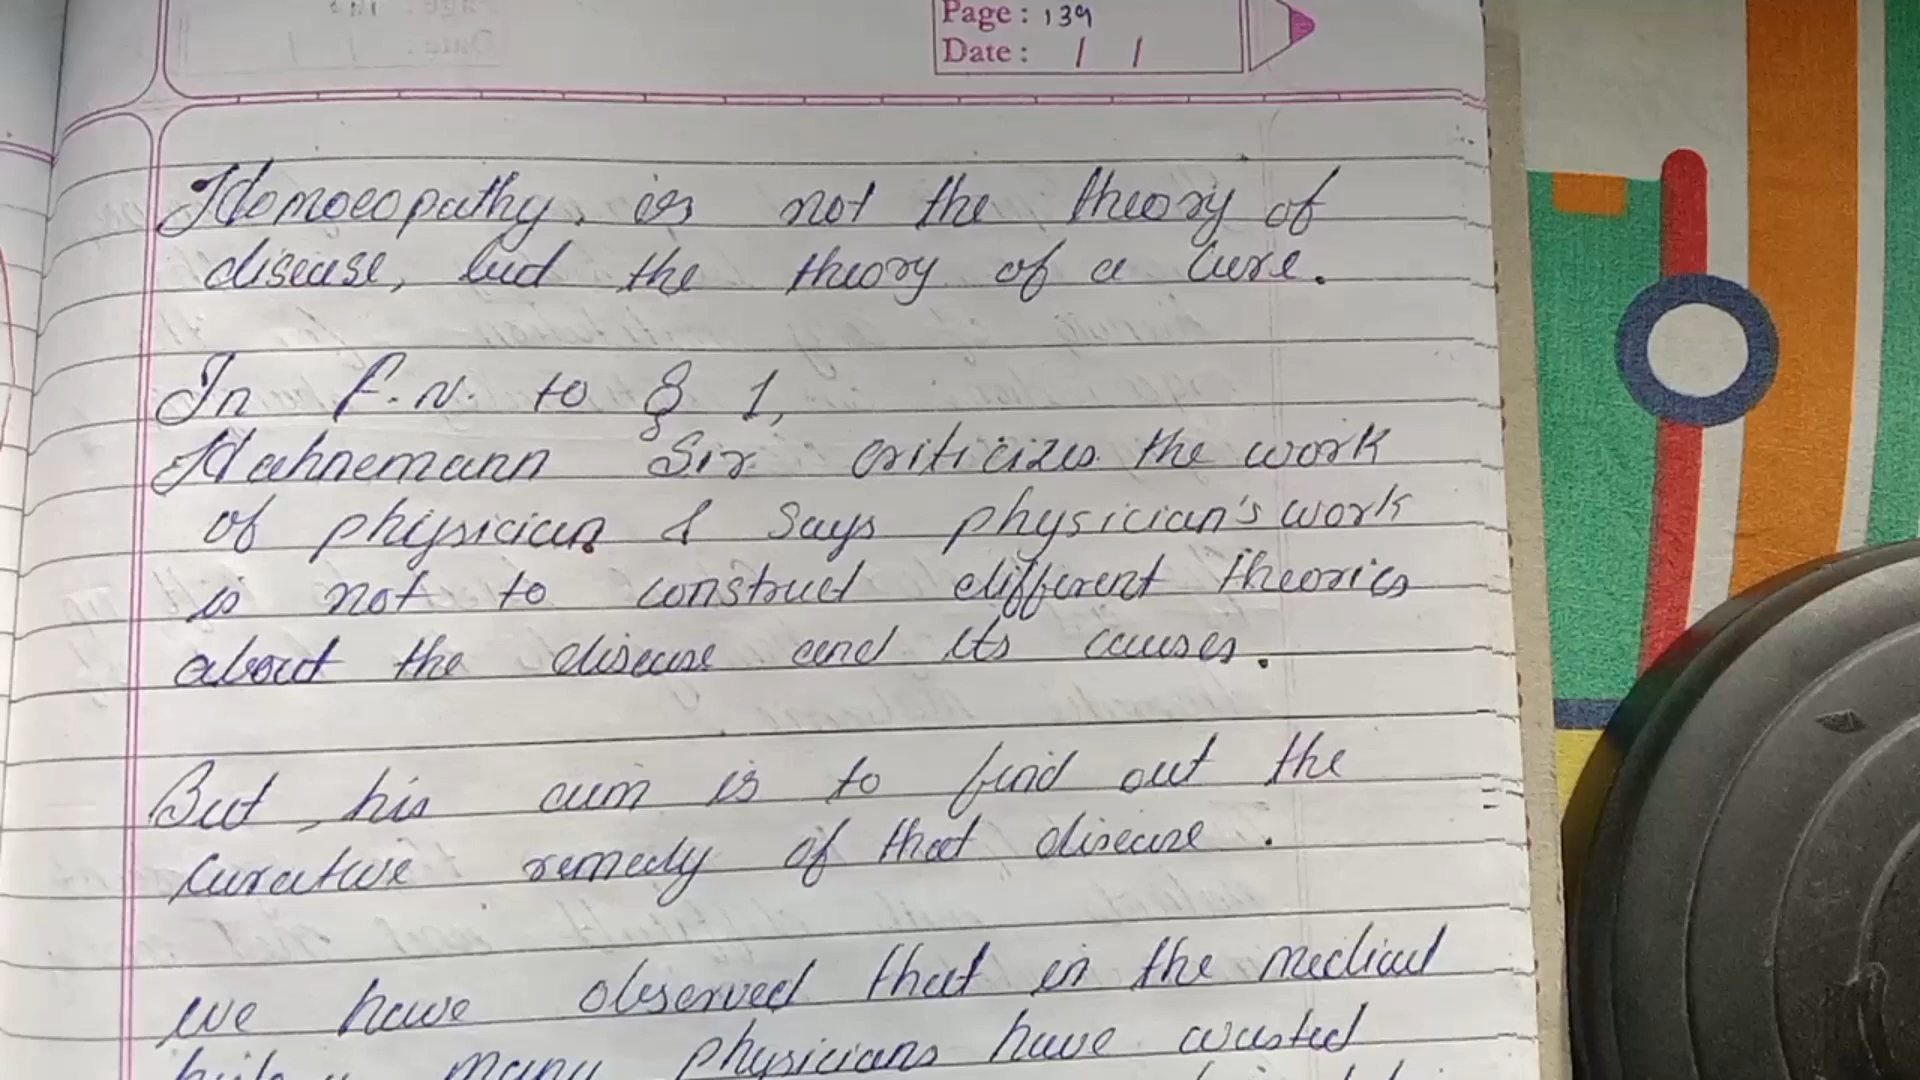 Page : 139
Date : / /
Homoeopathy is not the theory of
disease, but the theory of a cure.
In F.N. to § 1,
Hahnemann Sir criticizes the work
of physician & says physician's work
is not to construct different theories
about the disease and its causes.
But, his aim is to find out the
curative remedy of that disease.
we have observed that in the medical
many physicians have wasted